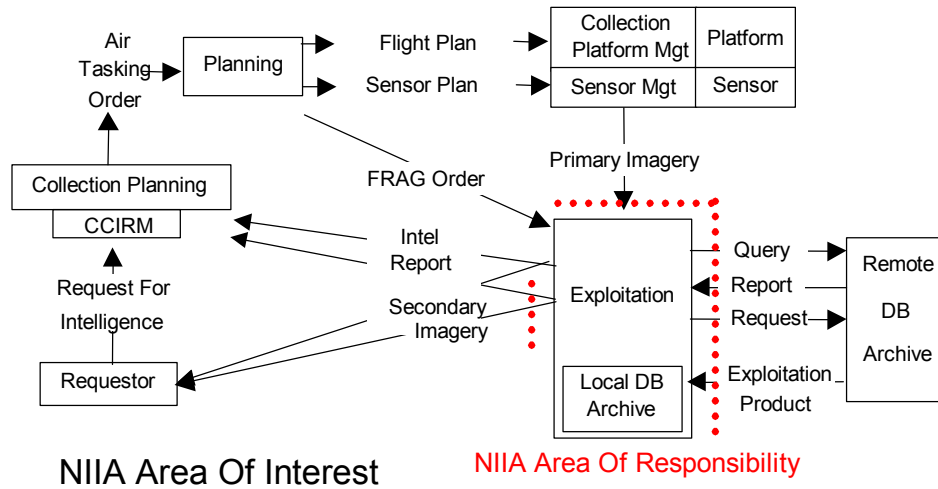 Air
Tasking
Order
Planning
Flight Plan
Sensor Plan
Collection
Platform Mgt
Platform
Sensor Mgt
Sensor
Primary Imagery
FRAG Order
Collection Planning
CCIRM
Request For
Intelligence
Requestor
Intel
Report
Secondary
Imagery
Exploitation
Local DB
Archive
Query
Report
Request
Exploitation
Product
Remote
DB
Archive
NIIA Area Of Interest
NIIA Area Of Responsibility